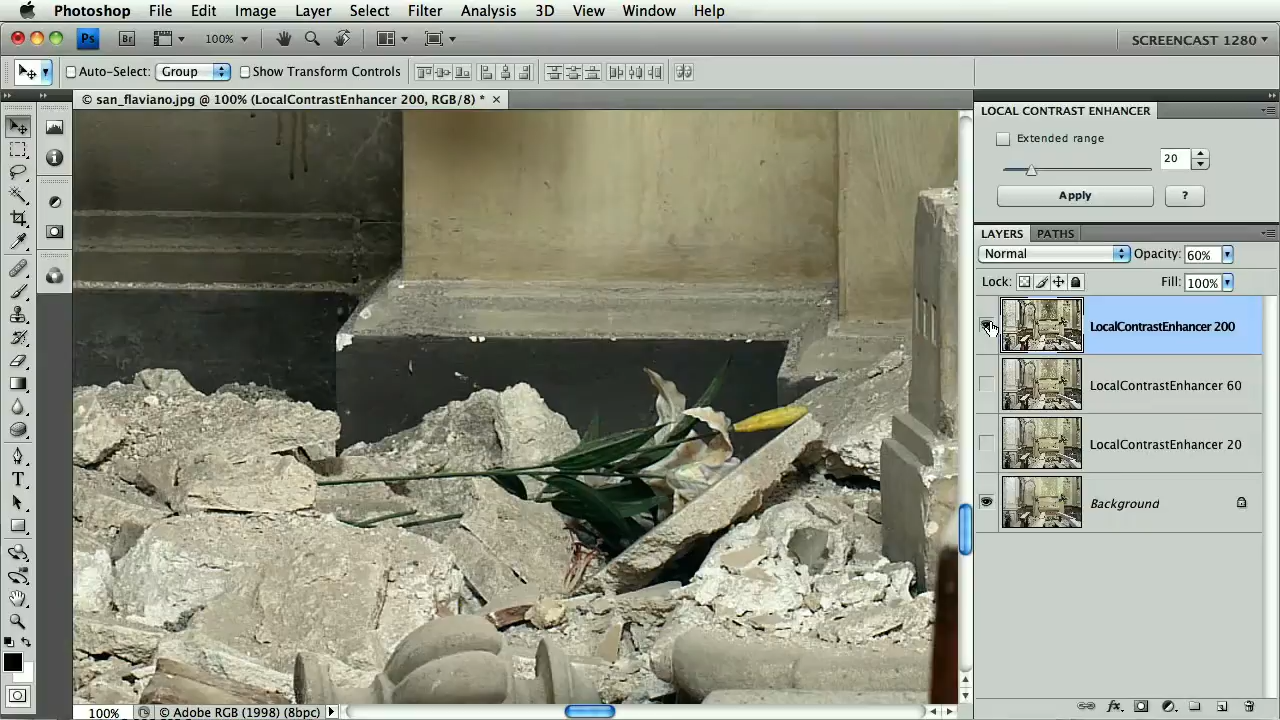 Photoshop File Edit Image Layer Select Filter Analysis 3D View Window Help
Ps Br 100% SCREENCAST 1280
Auto-Select: Group Show Transform Controls
© san_flaviano.jpg @ 100% (LocalContrastEnhancer 200, RGB/8) * ×
LOCAL CONTRAST ENHANCER
Extended range
20
Apply ?
LAYERS PATHS
Normal Opacity: 60%
Lock: Fill: 100%
LocalContrastEnhancer 200
LocalContrastEnhancer 60
LocalContrastEnhancer 20
Background
T
fx
100% © Adobe RGB (1998) (8bpc)